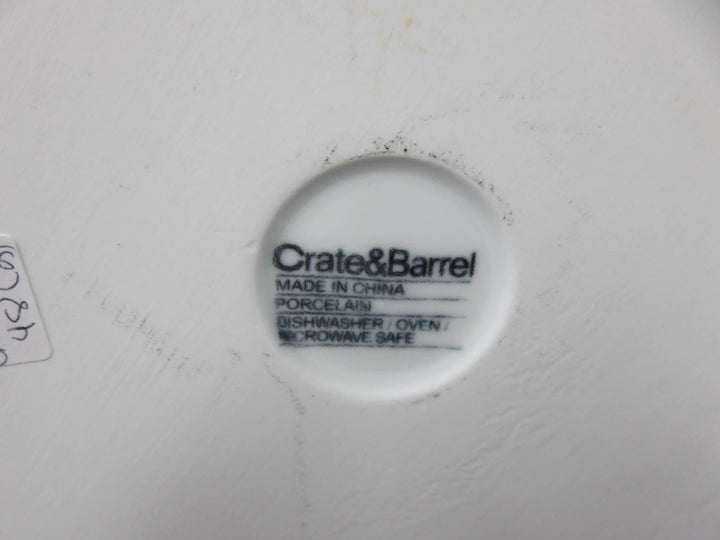 Crate&Barrel
MADE IN CHINA
PORCELAIN
DISHWASHER / OVEN /
MICROWAVE SAFE